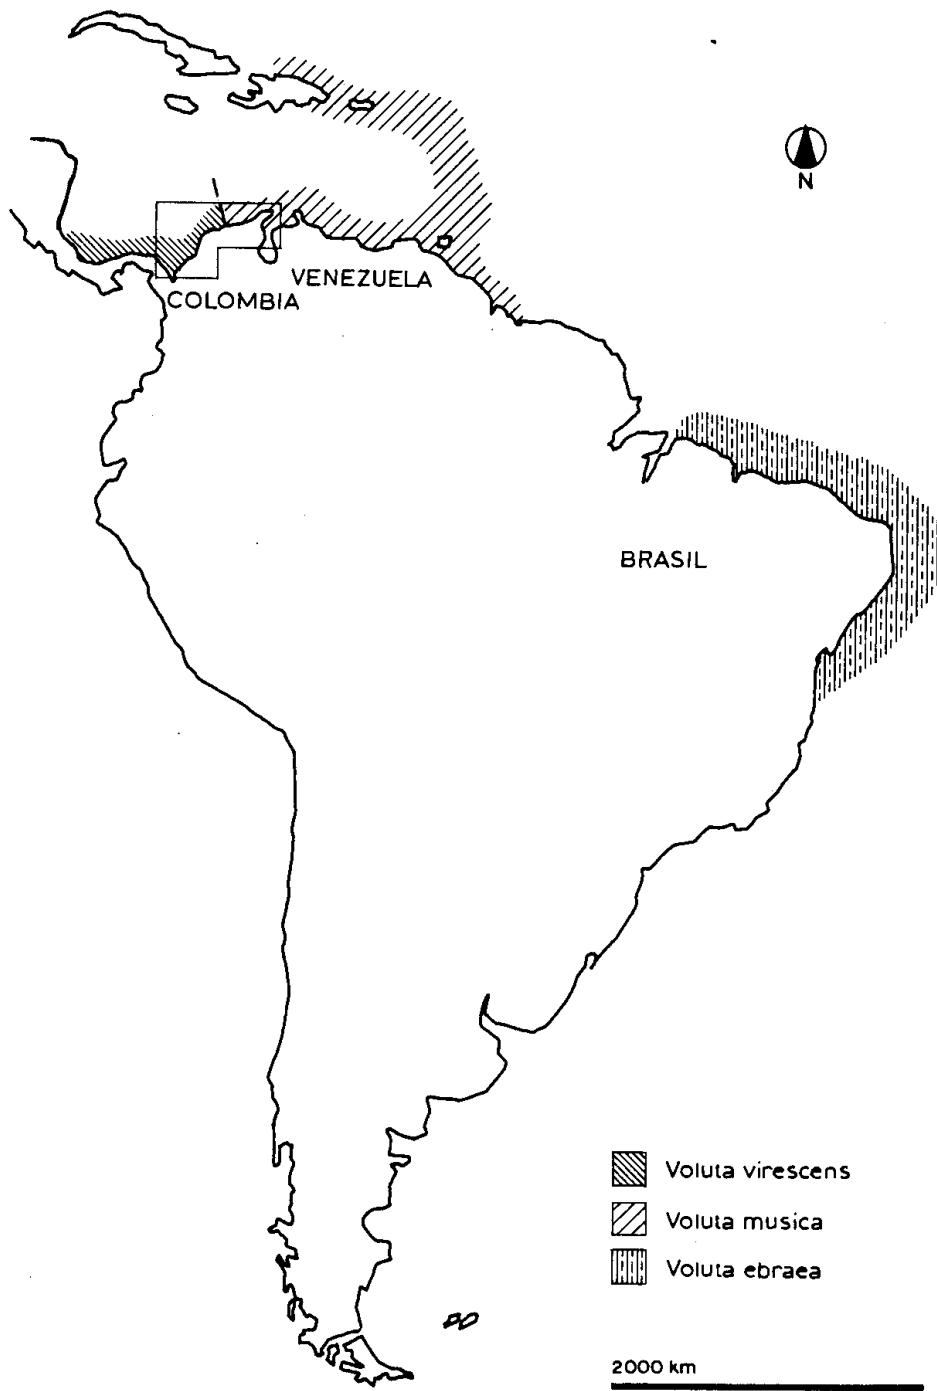 N
VENEZUELA
COLOMBIA
BRASIL
Voluta virescens
Voluta musica
Voluta ebraea
2000 km